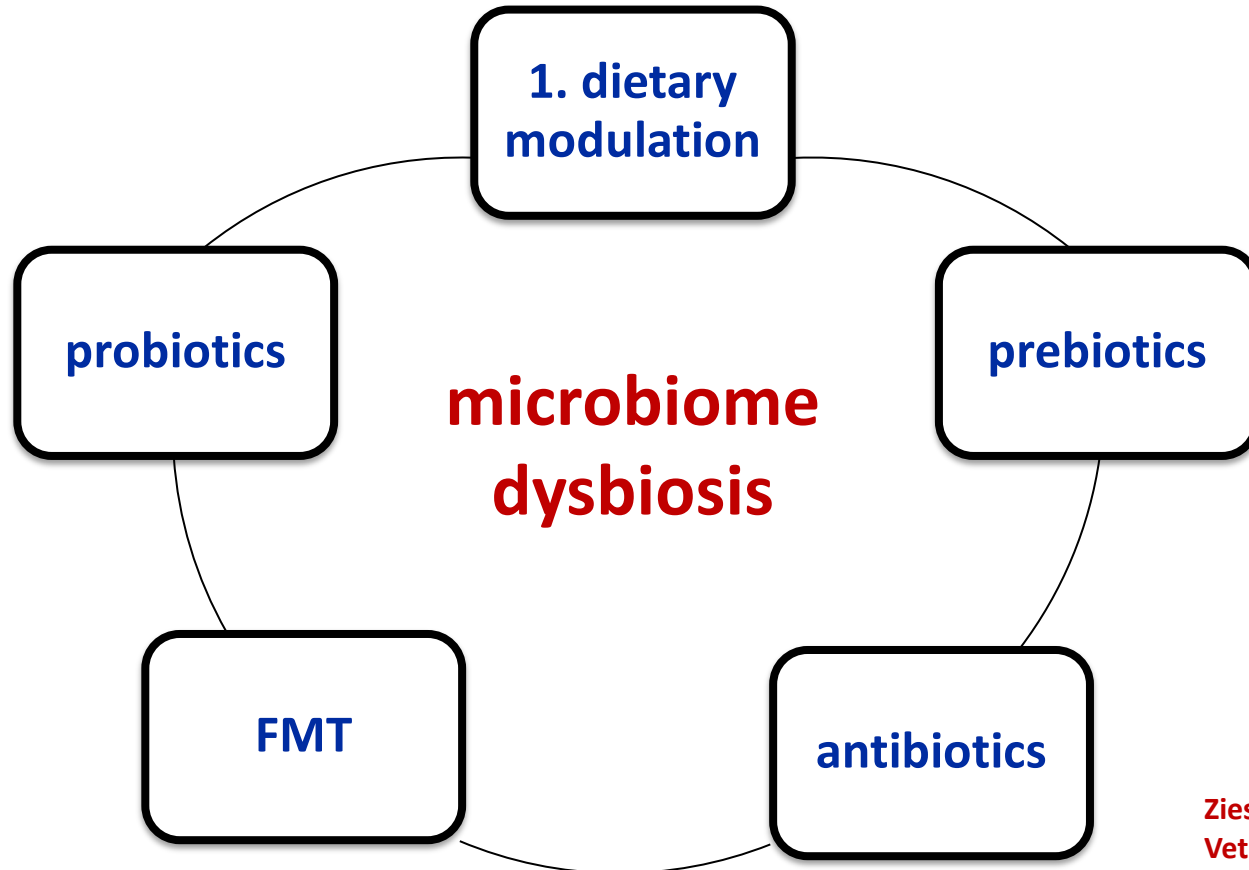 1. dietary
modulation
probiotics
prebiotics
microbiome
dysbiosis
FMT
antibiotics
Zies
Vet